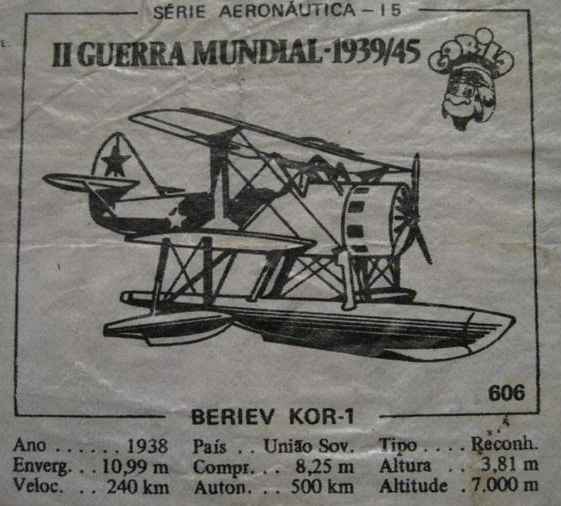 SÉRIE AERONÁUTICA - 15
II GUERRA MUNDIAL-1939/45
606
BERIEV KOR-1
Ano ...... 1938 País .. União Sov. Tipo .... Reconh.
Enverg. .. 10,99 m Compr. .. 8,25 m Altura .. 3,81 m
Veloc. .. 240 km Auton. .. 500 km Altitude . 7.000 m